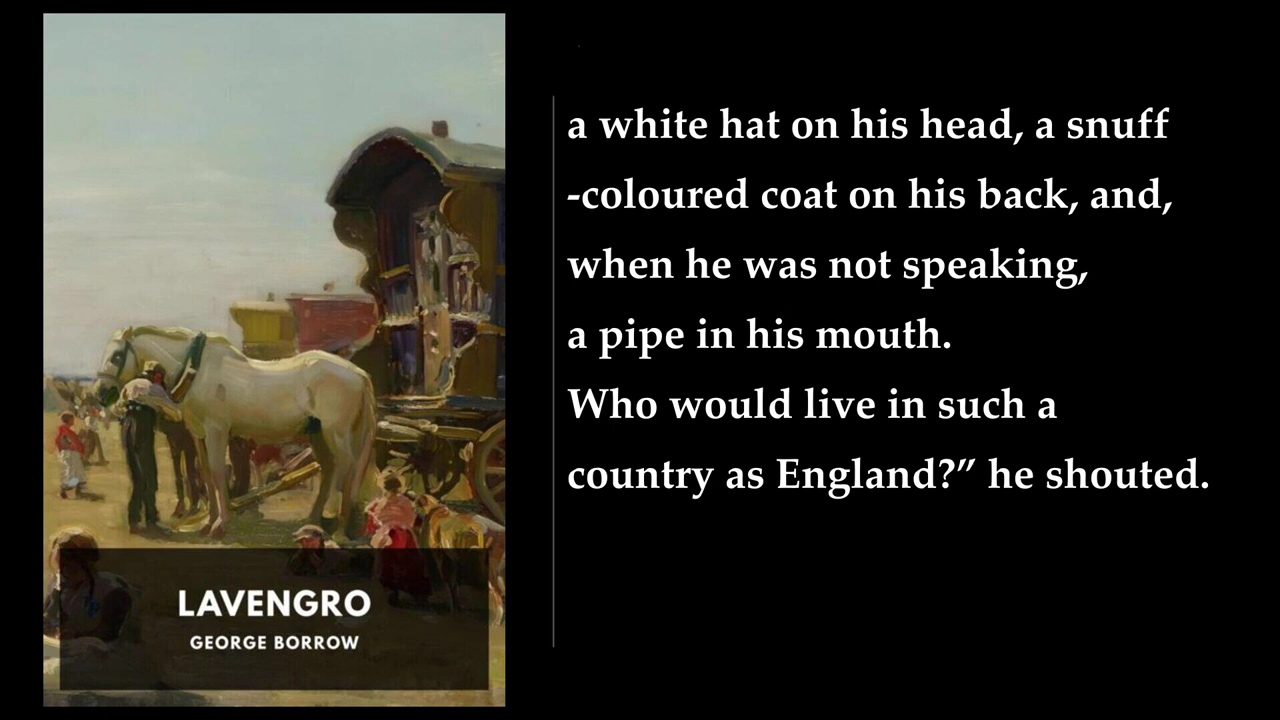 LAVENGRO
GEORGE BORROW
a white hat on his head, a snuff
-coloured coat on his back, and,
when he was not speaking,
a pipe in his mouth.
Who would live in such a
country as England?” he shouted.